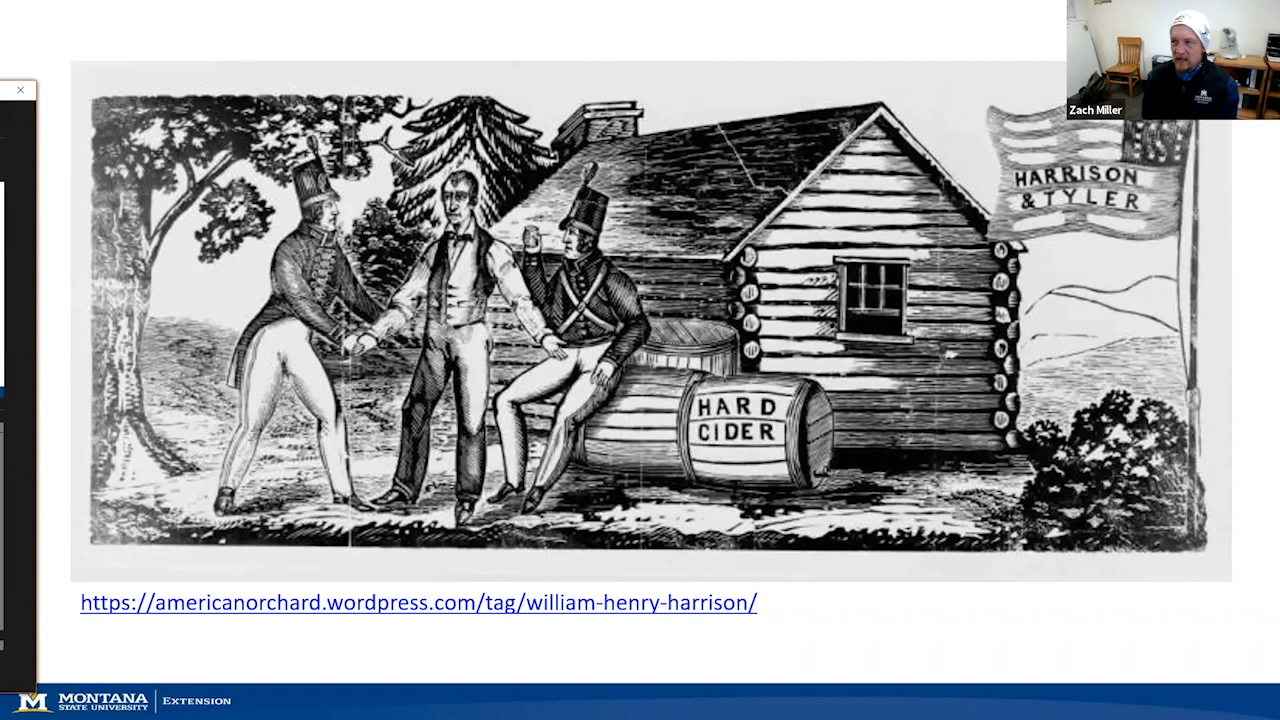 Zach Miller
HARRISON
& TYLER
HARD
CIDER
https://americanorchard.wordpress.com/tag/william-henry-harrison/
M MONTANA
STATE UNIVERSITY
EXTENSION